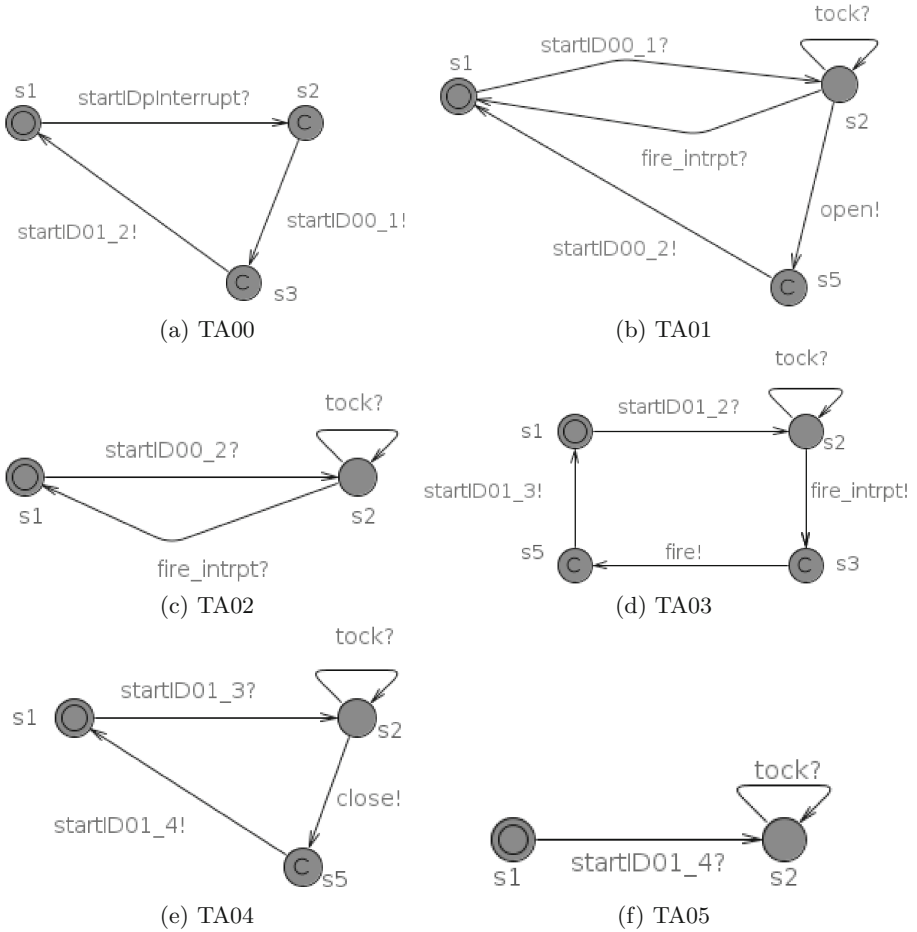 s1
startIDpInterrupt?
s2
C
startID01_2!
startID00_1!
C
s3
(a) TA00
tock?
startID00_1?
s1
s2
fire_intrpt?
open!
startID00_2!
C
s5
(b) TA01
tock?
startID00_2?
s1
s2
fire_intrpt?
(c) TA02
tock?
startID01_2?
s1
s2
startID01_3!
fire_intrpt!
s5
C
fire!
C
s3
(d) TA03
tock?
startID01_3?
s1
s2
close!
startID01_4!
C
s5
(e) TA04
tock?
startID01_4?
s1
s2
(f) TA05